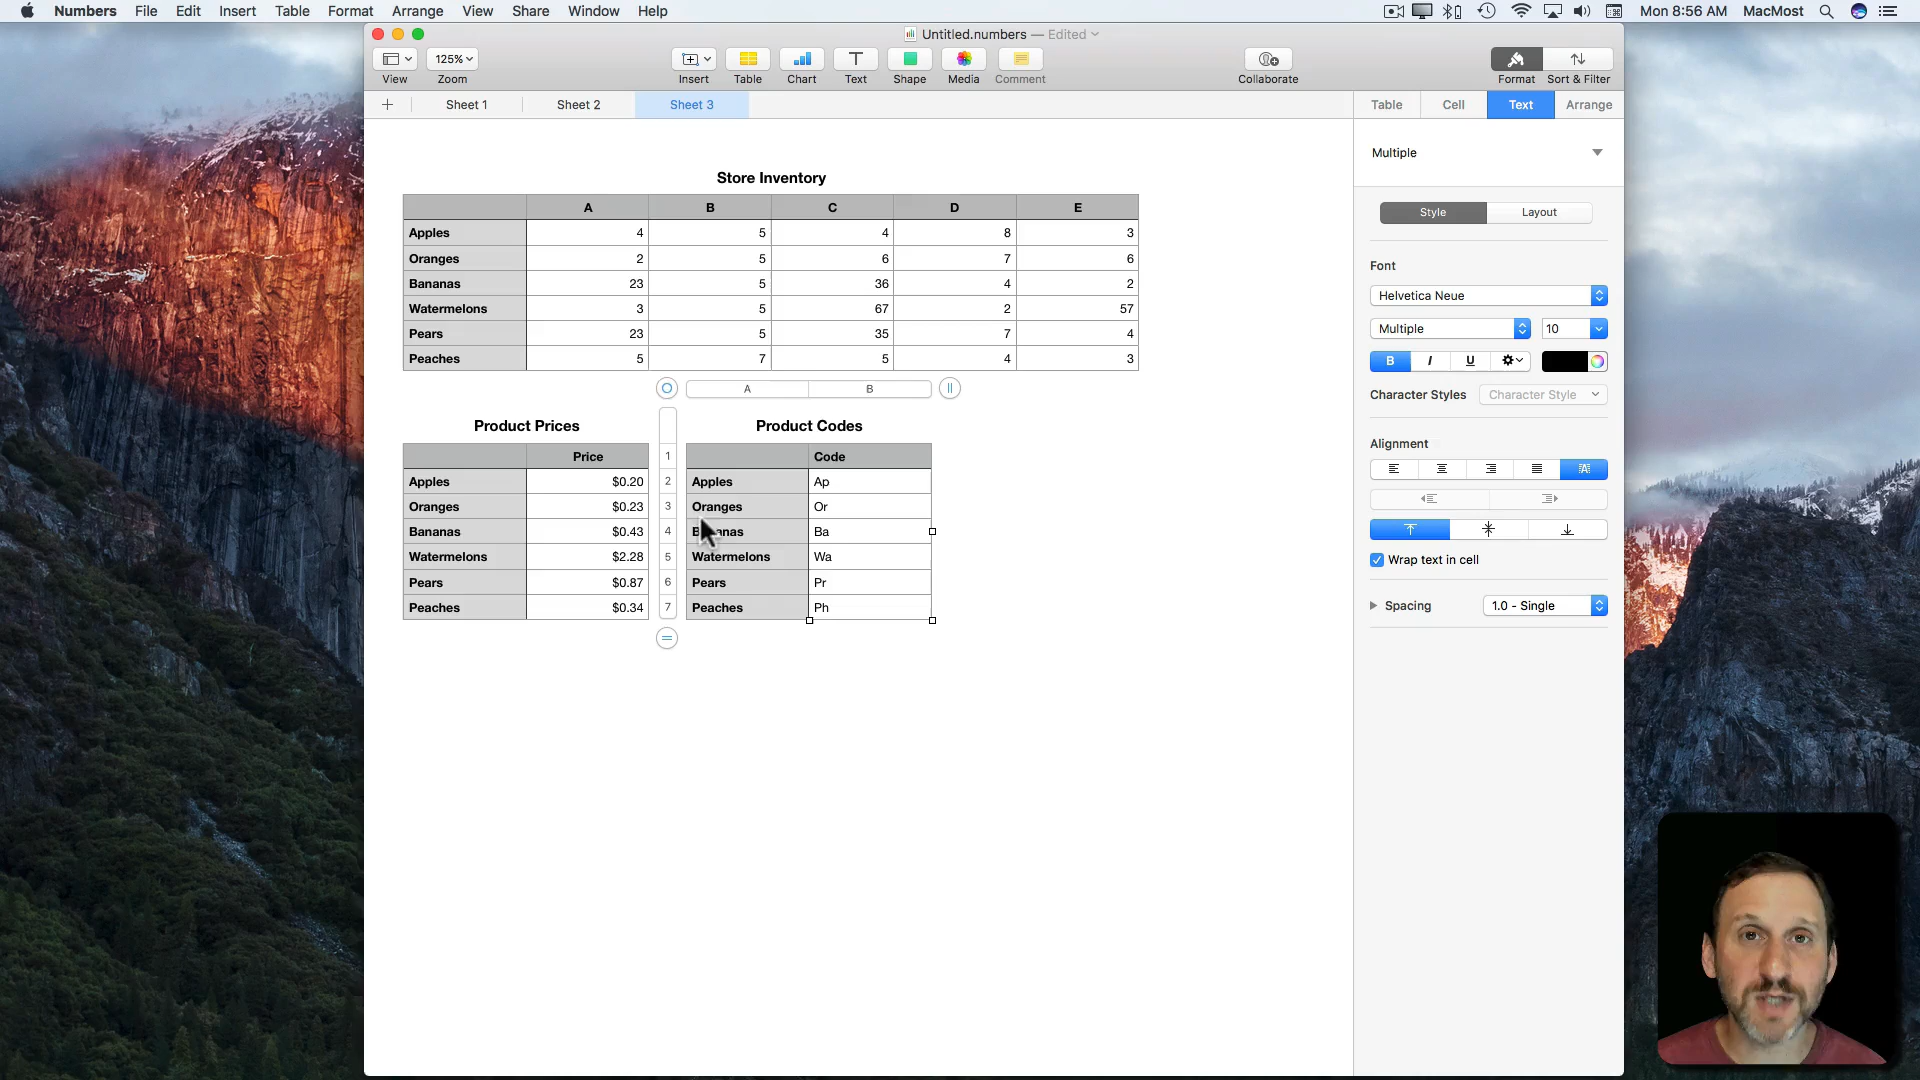 Numbers File Edit Insert Table Format Arrange View Share Window Help Mon 8:56 AM MacMost
Untitled.numbers — Edited
125%
View Zoom Insert Table Chart Text Shape Media Comment Collaborate Format Sort & Filter
Sheet 1 Sheet 2 Sheet 3 Table Cell Text Arrange
Multiple
Store Inventory
A B C D E
Apples 4 5 4 8 3
Oranges 2 5 6 7 6
Bananas 23 5 36 4 2
Watermelons 3 5 67 2 57
Pears 23 5 35 7 4
Peaches 5 7 5 4 3
A B
Product Prices
Price
Apples $0.20
Oranges $0.23
Bananas $0.43
Watermelons $2.28
Pears $0.87
Peaches $0.34
Product Codes
1 Code
2 Apples Ap
3 Oranges Or
4 Bananas Ba
5 Watermelons Wa
6 Pears Pr
7 Peaches Ph
Style Layout
Font
Helvetica Neue
Multiple 10
B I U
Character Styles Character Style
Alignment
Wrap text in cell
Spacing 1.0 - Single